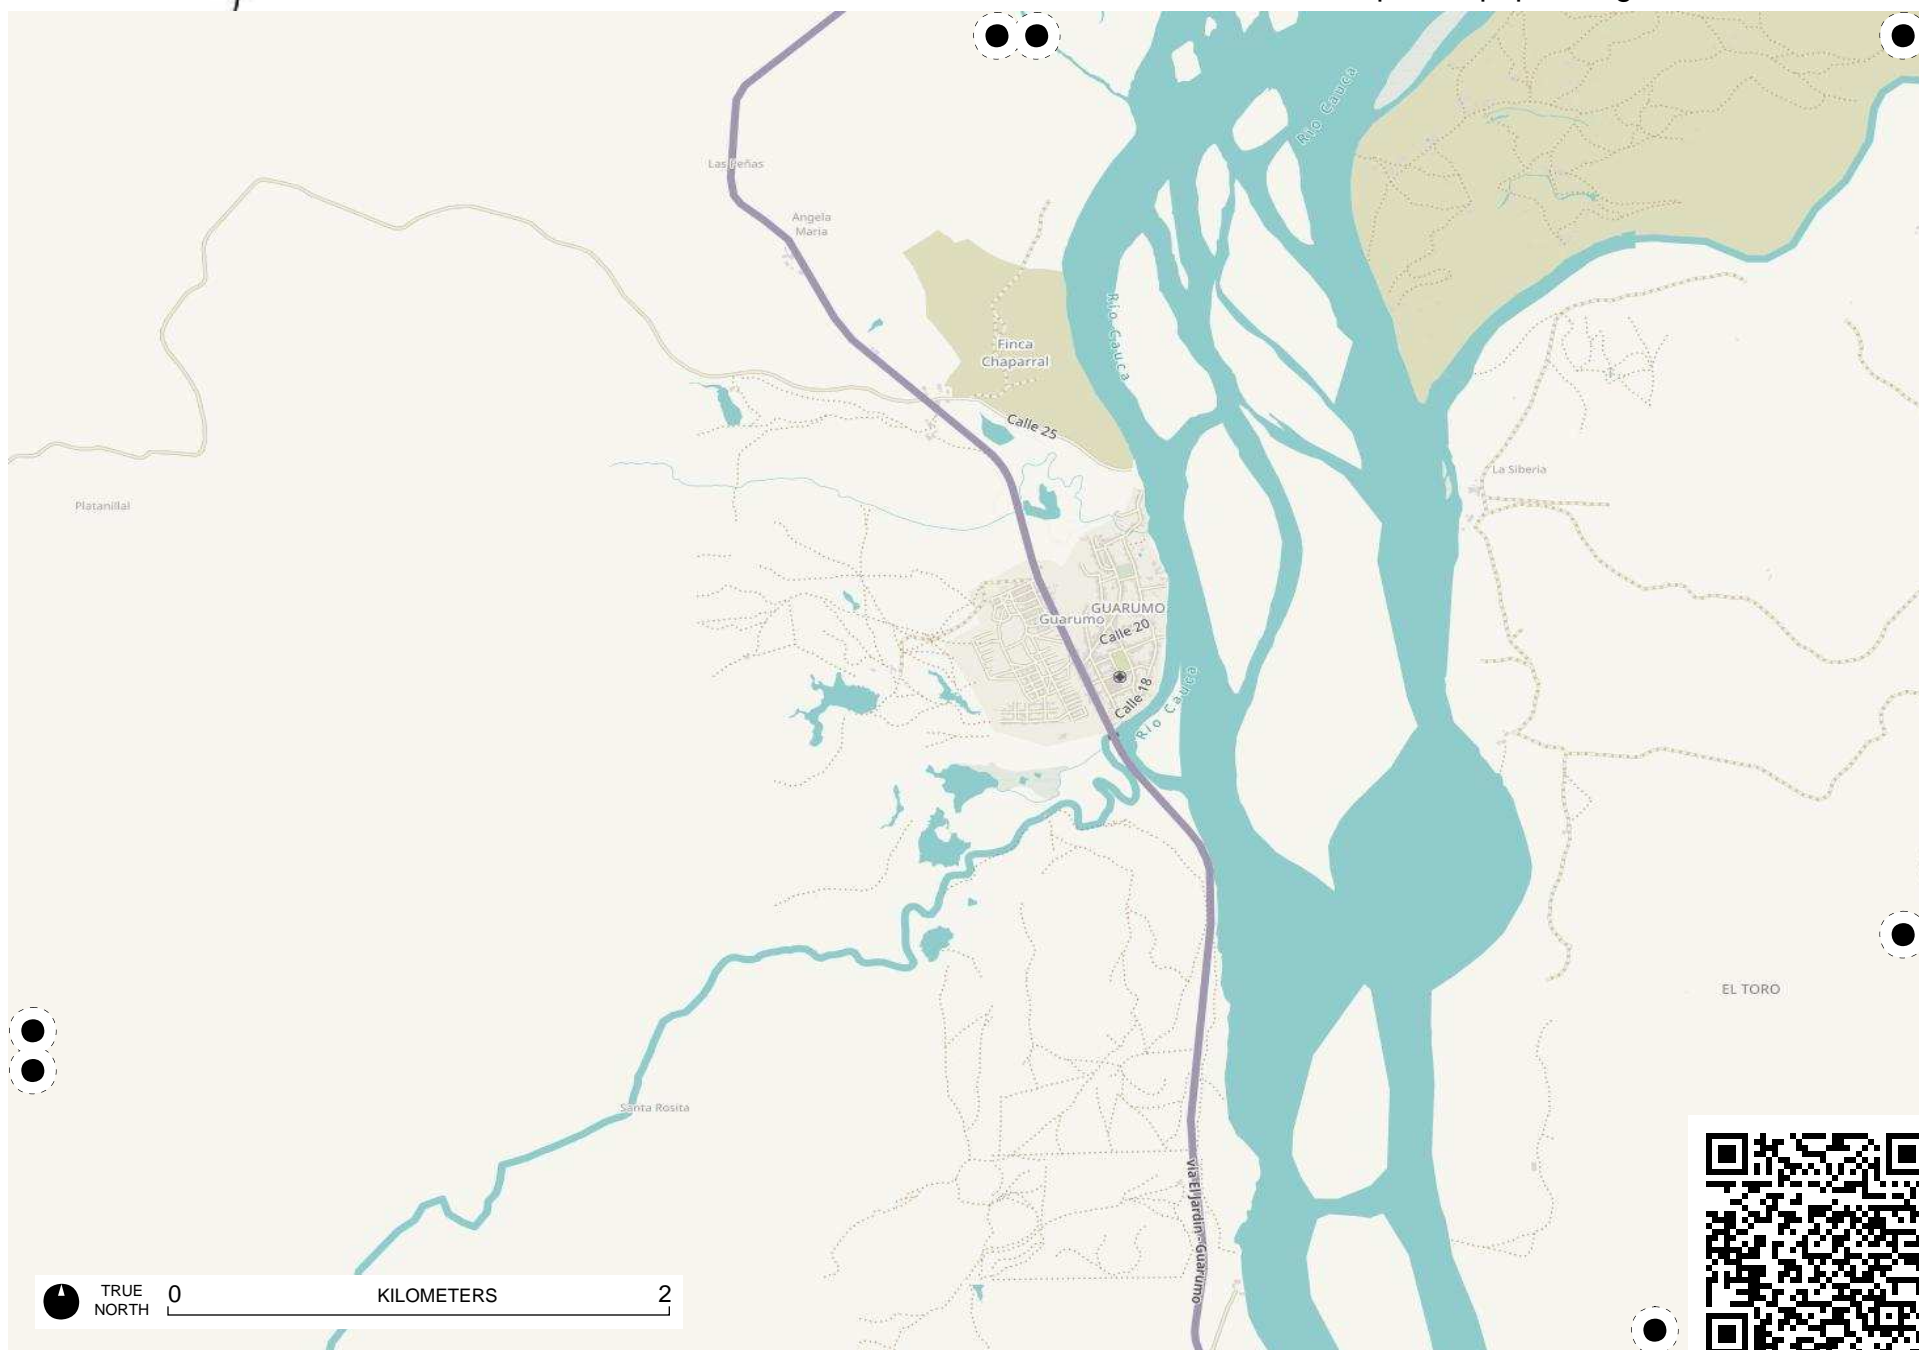 Río Cauca
Las Peñas
Angela
Maria
Río Cauca
Finca
Chaparral
Calle 25
La Siberia
Platanillal
GUARUMO
Guarumo
Calle 20
Calle 18
Río Cauca
EL TORO
Santa Rosita
vía El Jardín - Guarumo
TRUE
NORTH
0 KILOMETERS 2